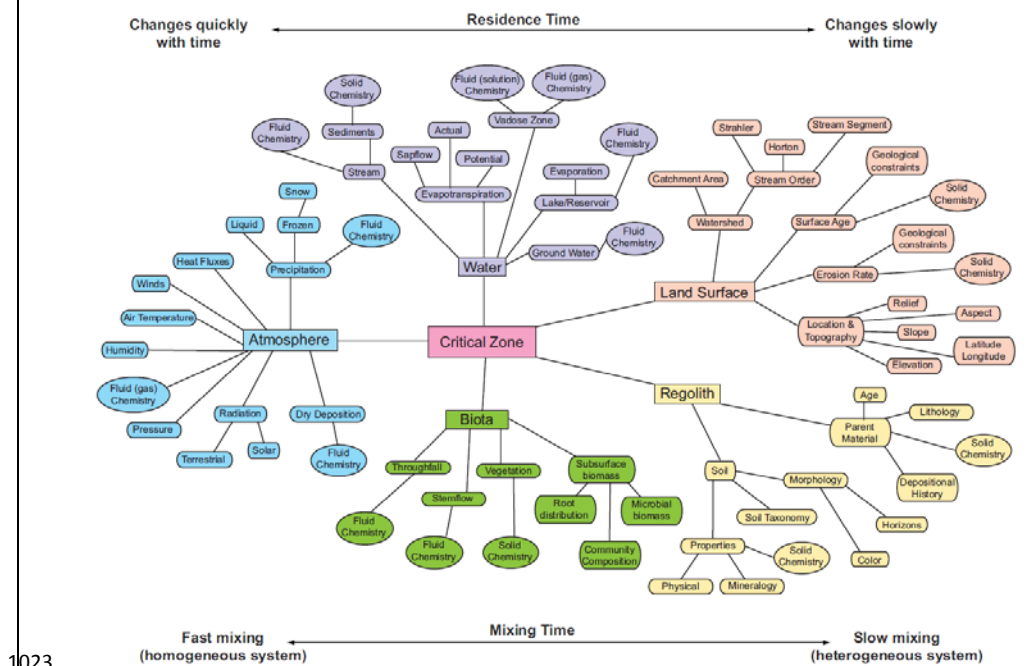 Residence Time
Changes quickly
with time
Changes slowly
with time
Solid
Chemistry
Fluid (solution)
Chemistry
Fluid (gas)
Chemistry
Fluid
Chemistry
Sediments
Actual
Vadose Zone
Fluid
Chemistry
Sapflow
Potential
Stream
Evaporation
Evapotranspiration
Lake/Reservoir
Ground Water
Fluid
Chemistry
Water
Strahler
Stream Segment
Horton
Geological
constraints
Catchment Area
Stream Order
Solid
Chemistry
Watershed
Surface Age
Geological
constraints
Erosion Rate
Solid
Chemistry
Land Surface
Relief
Aspect
Location &
Topography
Slope
Latitude
Longitude
Elevation
Snow
Liquid
Frozen
Fluid
Chemistry
Heat Fluxes
Precipitation
Winds
Air Temperature
Humidity
Atmosphere
Critical Zone
Fluid (gas)
Chemistry
Pressure
Radiation
Dry Deposition
Terrestrial
Solar
Fluid
Chemistry
Biota
Throughfall
Vegetation
Subsurface
biomass
Stemflow
Root
distribution
Microbial
biomass
Fluid
Chemistry
Fluid
Chemistry
Solid
Chemistry
Community
Composition
Regolith
Age
Lithology
Parent
Material
Solid
Chemistry
Soil
Morphology
Depositional
History
Soil Taxonomy
Horizons
Properties
Solid
Chemistry
Color
Physical
Mineralogy
Mixing Time
Fast mixing
(homogeneous system)
Slow mixing
(heterogeneous system)
1023